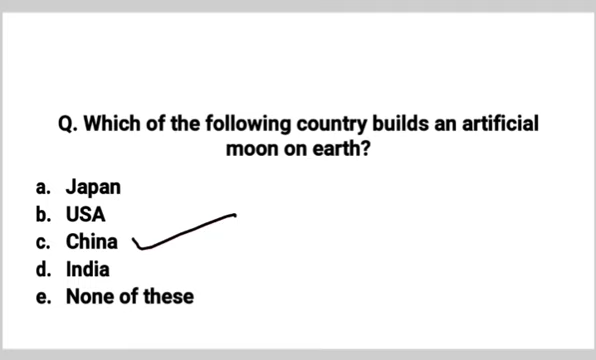 Q. Which of the following country builds an artificial
moon on earth?
a. Japan
b. USA
c. China
d. India
e. None of these